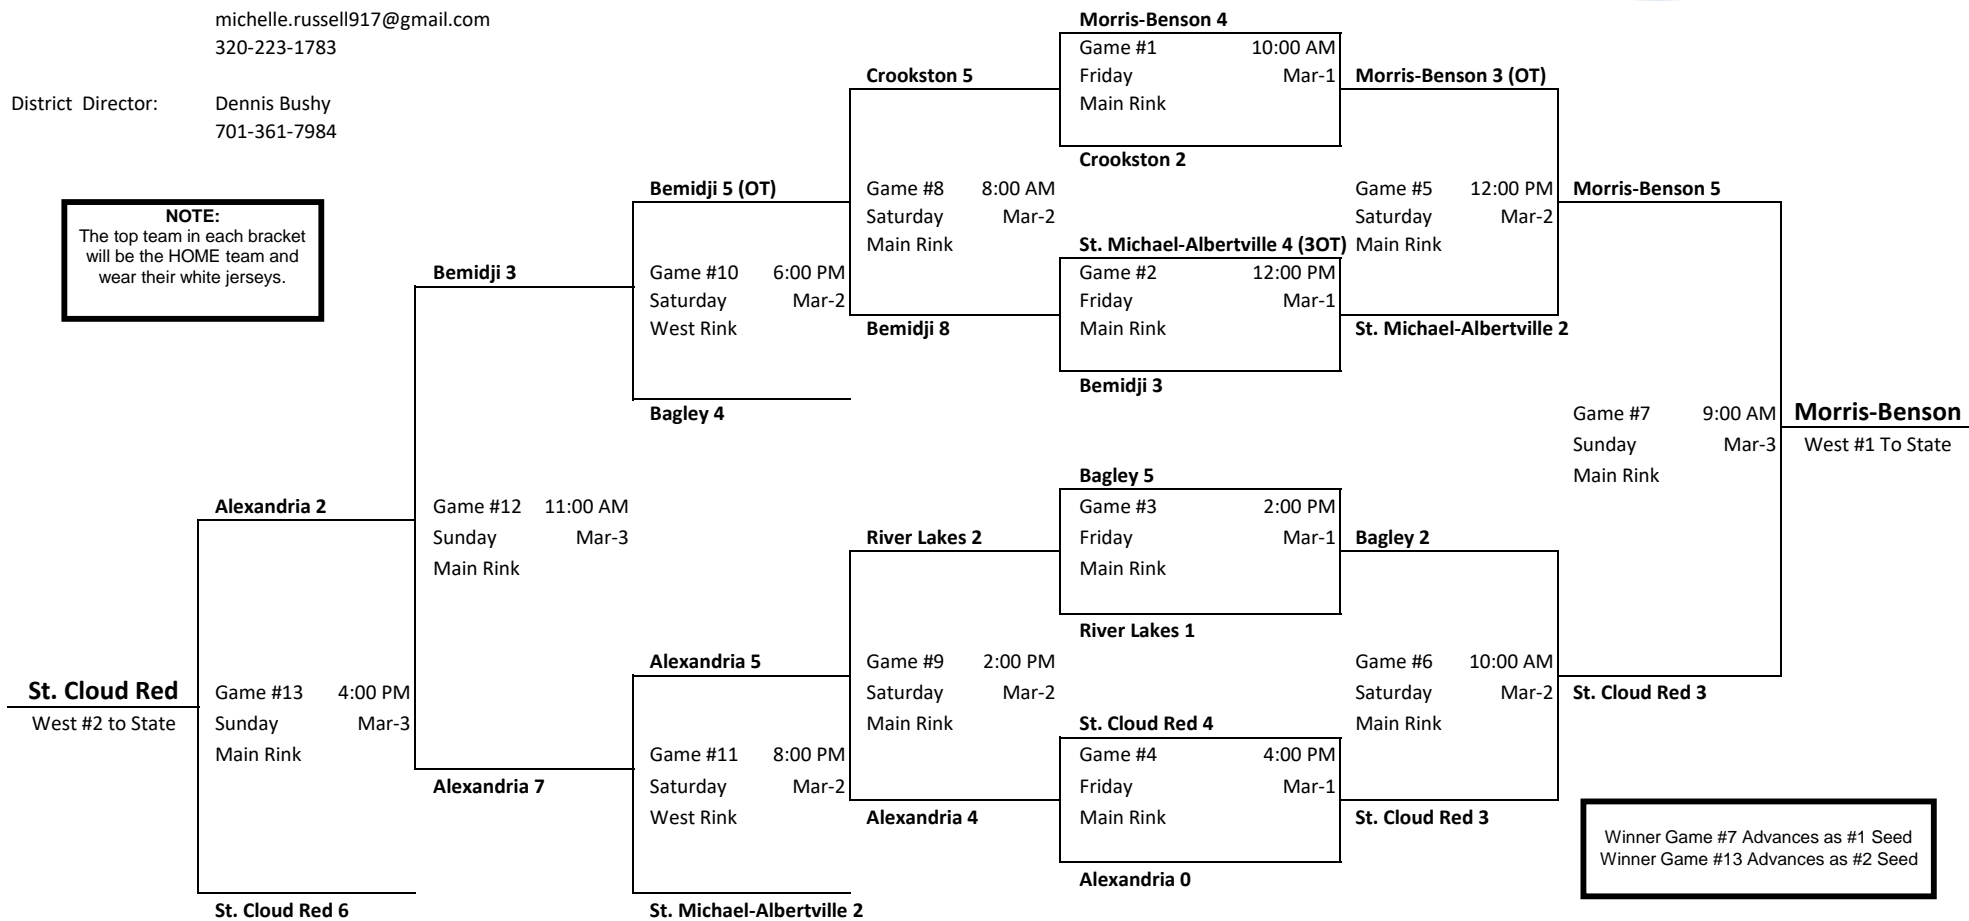 michelle.russell917@gmail.com
320-223-1783
District Director: Dennis Bushy
701-361-7984
NOTE:
The top team in each bracket
will be the HOME team and
wear their white jerseys.
Morris-Benson 4
Game #1 10:00 AM
Friday Mar-1
Main Rink
Crookston 2
St. Michael-Albertville 4 (3OT)
Game #2 12:00 PM
Friday Mar-1
Main Rink
Bemidji 3
Bagley 5
Game #3 2:00 PM
Friday Mar-1
Main Rink
River Lakes 1
St. Cloud Red 4
Game #4 4:00 PM
Friday Mar-1
Main Rink
Alexandria 0
Morris-Benson 3 (OT)
Game #5 12:00 PM
Saturday Mar-2
Main Rink
St. Michael-Albertville 2
Bagley 2
Game #6 10:00 AM
Saturday Mar-2
Main Rink
St. Cloud Red 3
Morris-Benson 5
Game #7 9:00 AM
Sunday Mar-3
Main Rink
St. Cloud Red 3
Morris-Benson
West #1 To State
Crookston 5
Game #8 8:00 AM
Saturday Mar-2
Main Rink
Bemidji 8
River Lakes 2
Game #9 2:00 PM
Saturday Mar-2
Main Rink
Alexandria 4
Bemidji 5 (OT)
Game #10 6:00 PM
Saturday Mar-2
West Rink
Bagley 4
Alexandria 5
Game #11 8:00 PM
Saturday Mar-2
West Rink
St. Michael-Albertville 2
Bemidji 3
Game #12 11:00 AM
Sunday Mar-3
Main Rink
Alexandria 7
Alexandria 2
Game #13 4:00 PM
Sunday Mar-3
Main Rink
St. Cloud Red 6
St. Cloud Red
West #2 to State
Winner Game #7 Advances as #1 Seed
Winner Game #13 Advances as #2 Seed